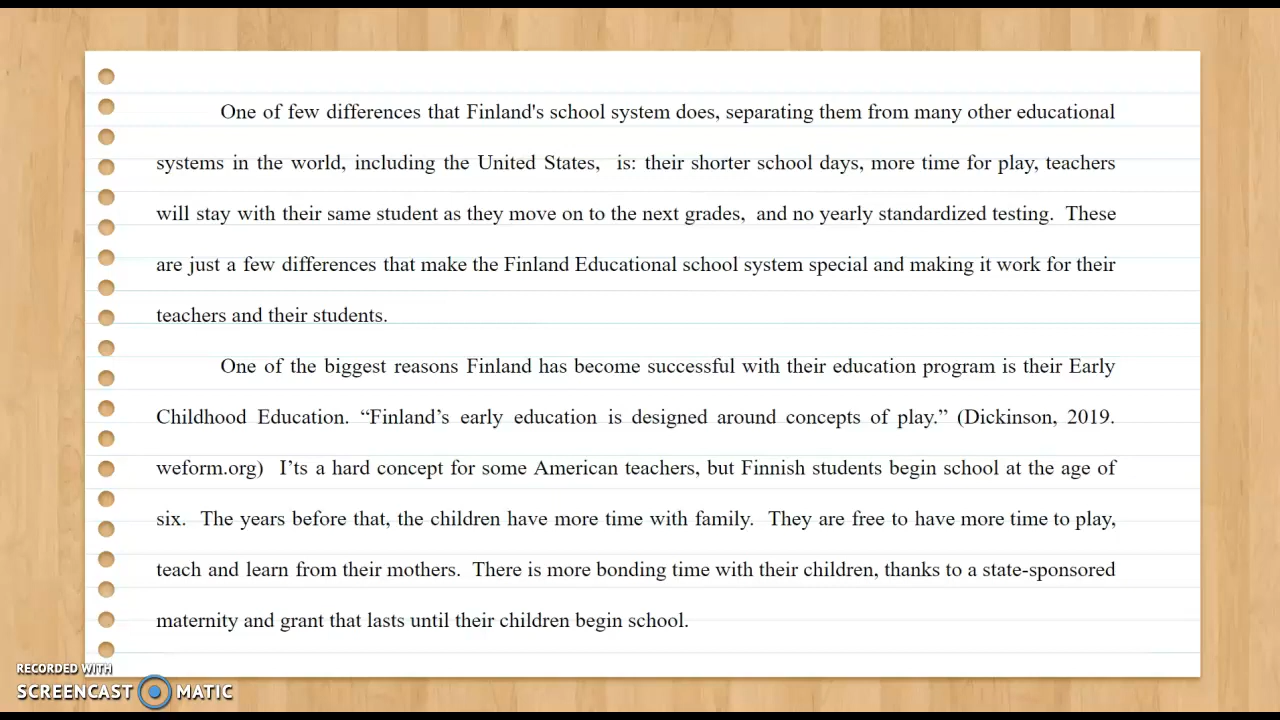 One of few differences that Finland's school system does, separating them from many other educational
systems in the world, including the United States,  is: their shorter school days, more time for play, teachers
will stay with their same student as they move on to the next grades,  and no yearly standardized testing.  These
are just a few differences that make the Finland Educational school system special and making it work for their
teachers and their students.
One of the biggest reasons Finland has become successful with their education program is their Early
Childhood Education. “Finland’s early education is designed around concepts of play.” (Dickinson, 2019.
weform.org)  I’ts a hard concept for some American teachers, but Finnish students begin school at the age of
six.  The years before that, the children have more time with family.  They are free to have more time to play,
teach and learn from their mothers.  There is more bonding time with their children, thanks to a state-sponsored
maternity and grant that lasts until their children begin school.
RECORDED WITH
SCREENCAST MATIC